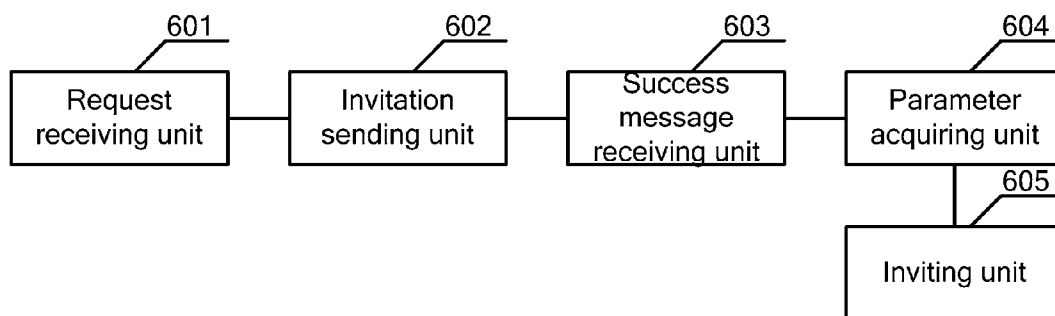 601
602
603
604
Request
receiving unit
Invitation
sending unit
Success
message
receiving unit
Parameter
acquiring unit
605
Inviting unit